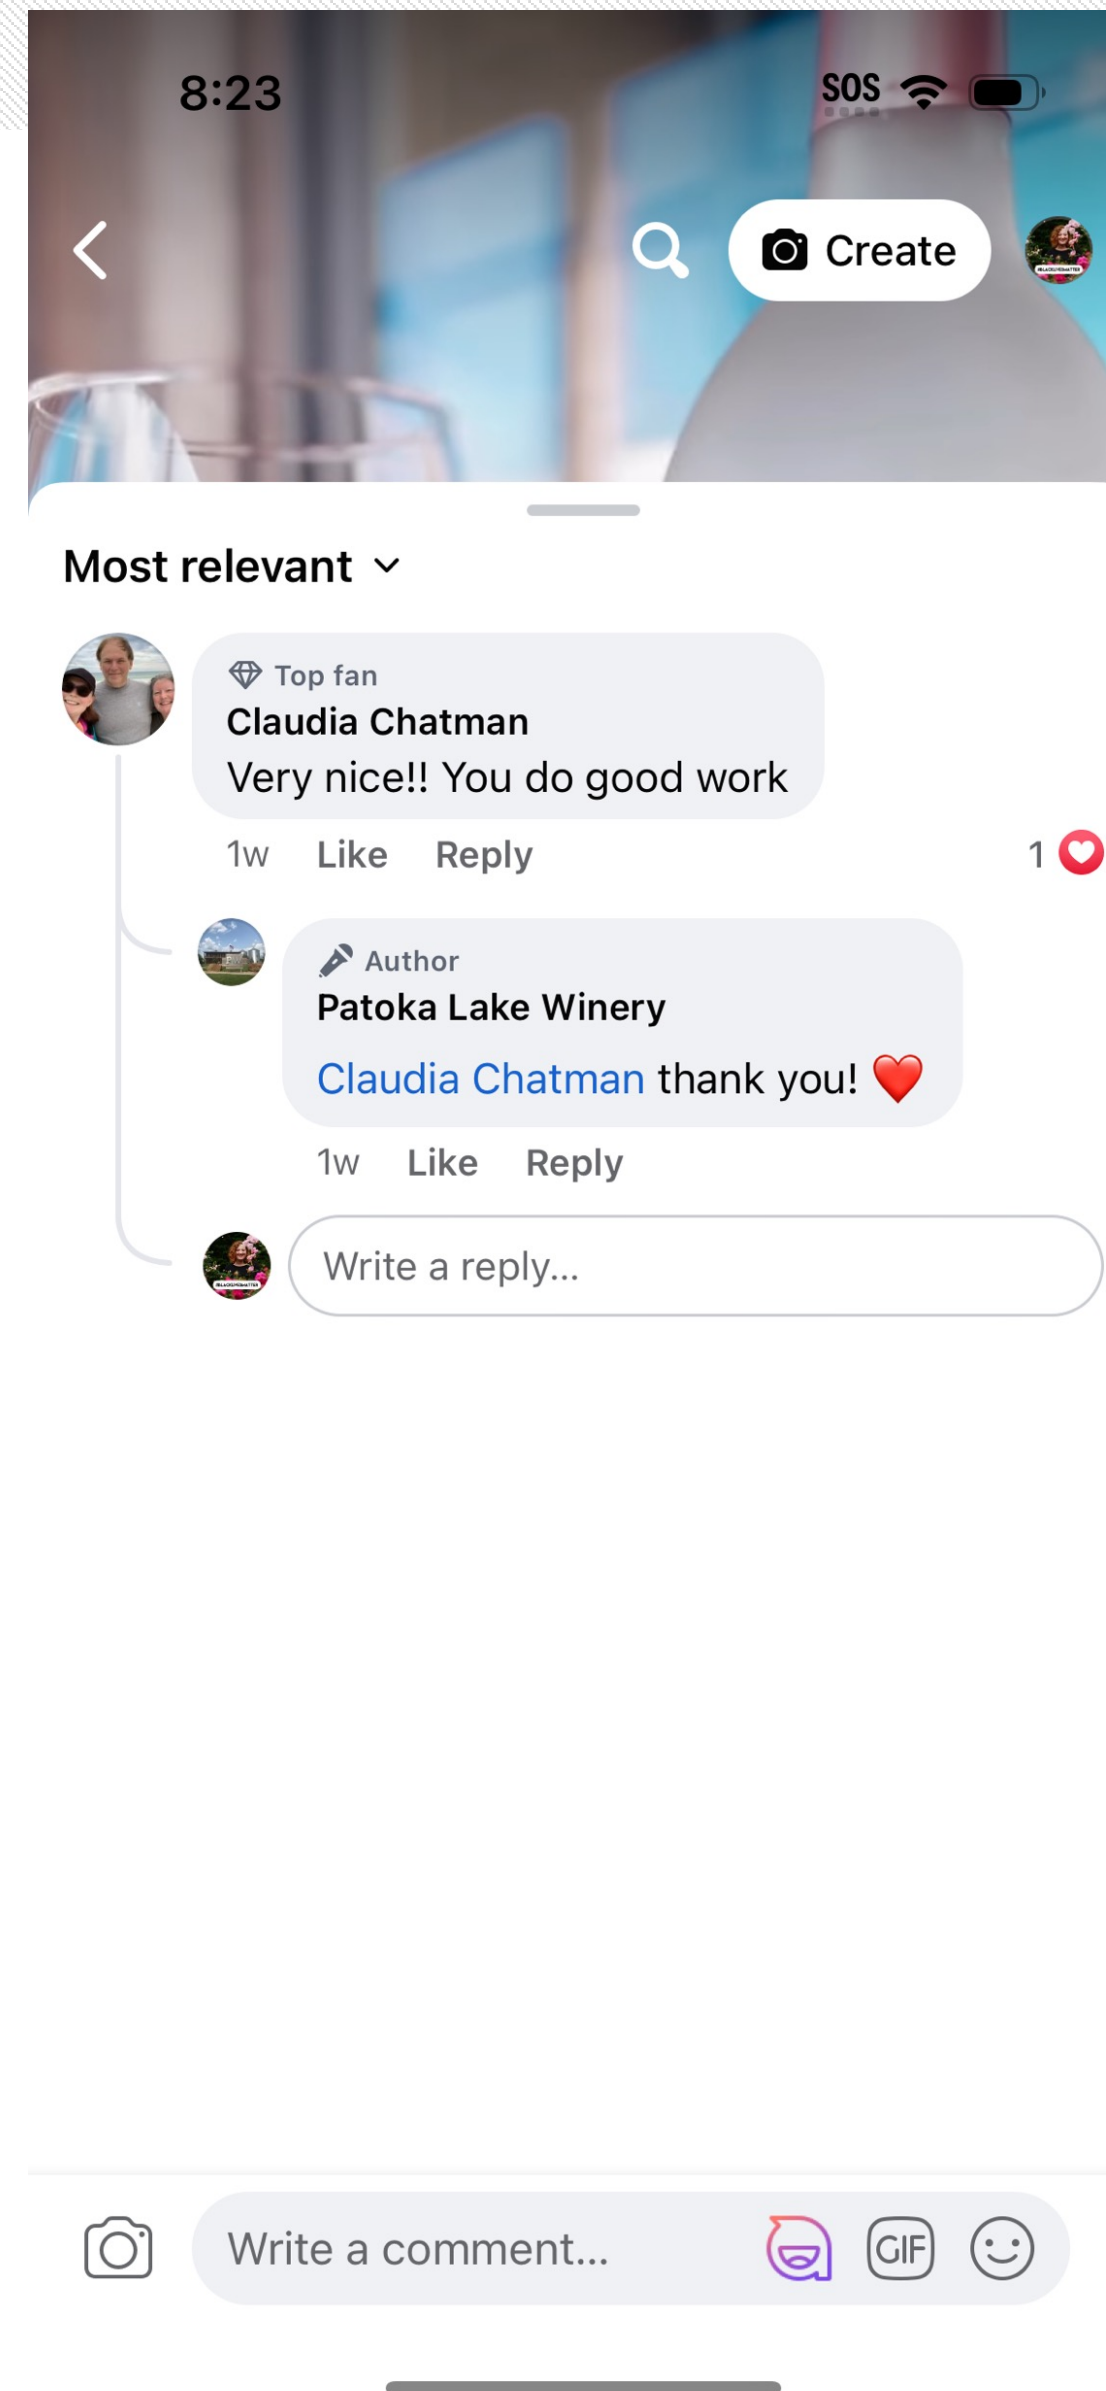 8:23
SOS
Create
Most relevant
Top fan
Claudia Chatman
Very nice!! You do good work
1w Like Reply 1
Author
Patoka Lake Winery
Claudia Chatman thank you! ❤️
1w Like Reply
Write a reply...
Write a comment...
GIF